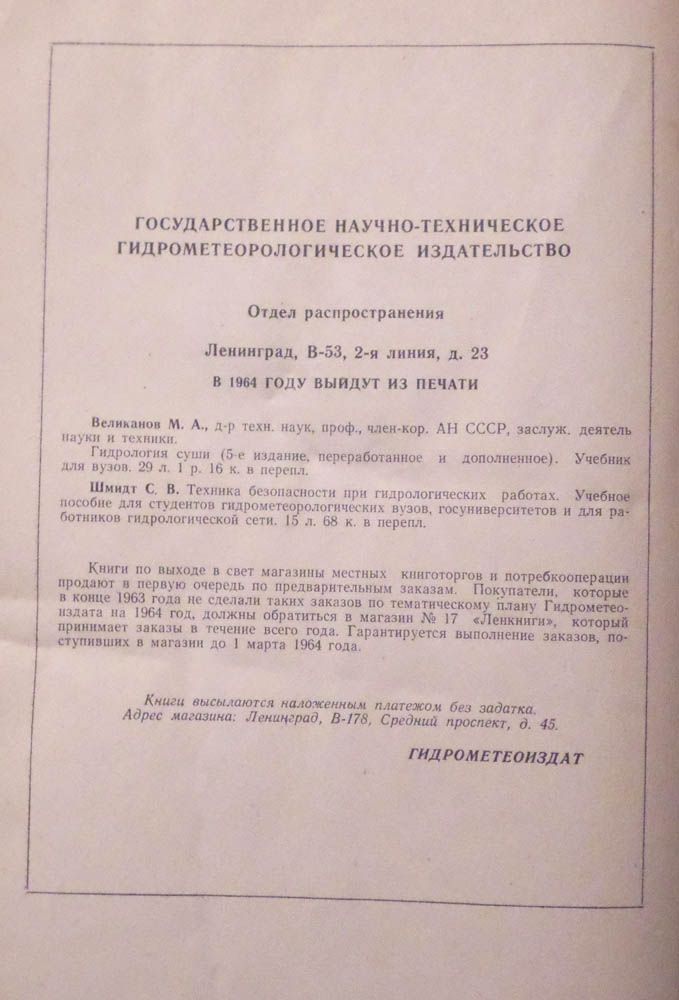 ГОСУДАРСТВЕННОЕ НАУЧНО-ТЕХНИЧЕСКОЕ
ГИДРОМЕТЕОРОЛОГИЧЕСКОЕ ИЗДАТЕЛЬСТВО
Отдел распространения
Ленинград, В-53, 2-я линия, д. 23
В 1964 ГОДУ ВЫЙДУТ ИЗ ПЕЧАТИ
Великанов М. А., д-р техн. наук, проф., член-кор. АН СССР, заслуж. деятель
науки и техники.
Гидрология суши (5-е издание, переработанное и дополненное). Учебник
для вузов. 29 л. 1 р. 16 к. в перепл.
Шмидт С. В. Техника безопасности при гидрологических работах. Учебное
пособие для студентов гидрометеорологических вузов, госуниверситетов и для ра-
ботников гидрологической сети. 15 л. 68 к. в перепл.
Книги по выходе в свет магазины местных книготоргов и потребкооперации
продают в первую очередь по предварительным заказам. Покупатели, которые
в конце 1963 года не сделали таких заказов по тематическому плану Гидрометео-
издата на 1964 год, должны обратиться в магазин № 17 «Ленкниги», который
принимает заказы в течение всего года. Гарантируется выполнение заказов, по-
ступивших в магазин до 1 марта 1964 года.
Книги высылаются наложенным платежом без задатка.
Адрес магазина: Ленинград, В-178, Средний проспект, д. 45.
ГИДРОМЕТЕОИЗДАТ